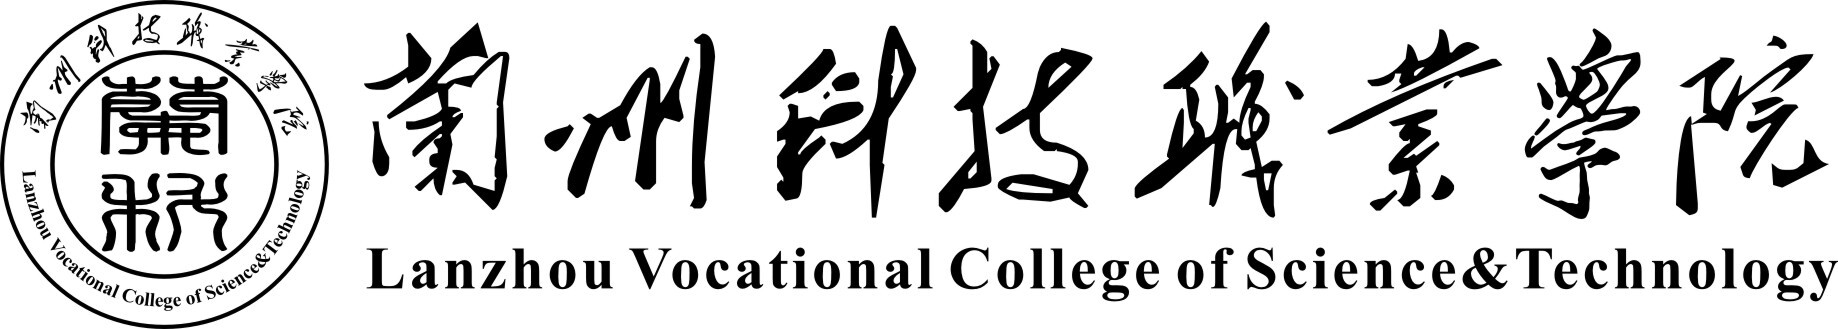 蘭州科技職業學院
蘭科
Lanzhou Vocational College of Science&Technology
蘭州科技職業學院
Lanzhou Vocational College of Science&Technology